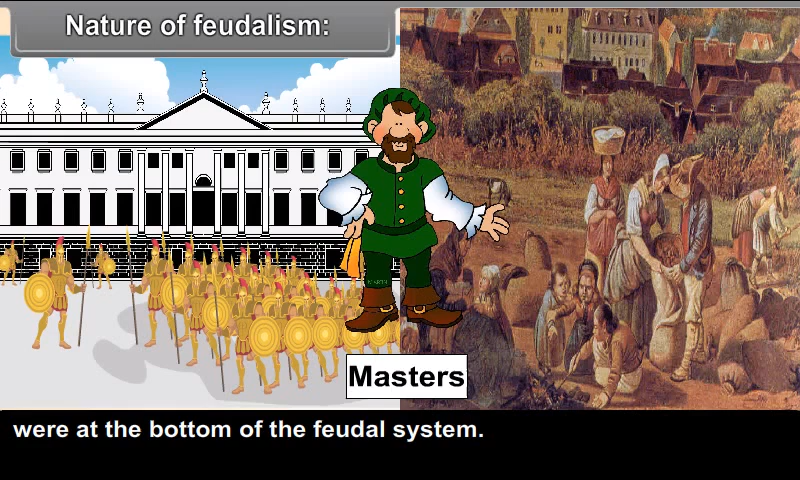 Nature of feudalism:
Masters
were at the bottom of the feudal system.